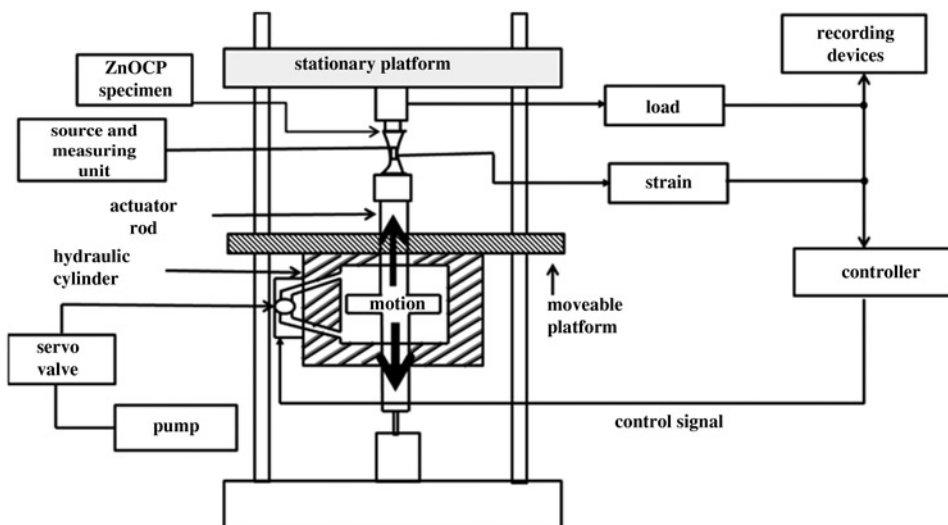 recording
devices
stationary platform
ZnOCP
specimen
load
source and
measuring
unit
strain
actuator
rod
hydraulic
cylinder
controller
motion
moveable
platform
servo
valve
control signal
pump